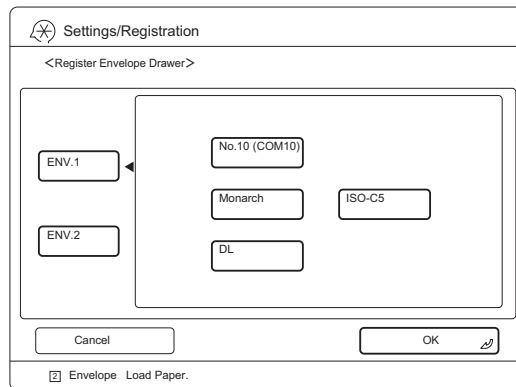 Settings/Registration
<Register Envelope Drawer>
ENV.1
No.10 (COM10)
Monarch
ISO-C5
ENV.2
DL
Cancel
OK
2 Envelope Load Paper.